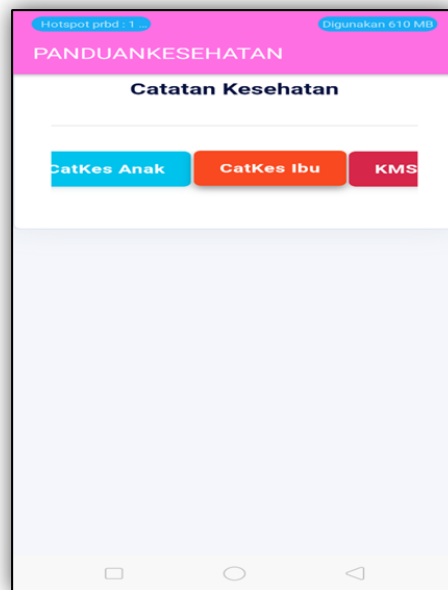 Hotspot prbd : 1 ... Digunakan 610 MB
PANDUANKESEHATAN
Catatan Kesehatan
CatKes Anak CatKes Ibu KMS